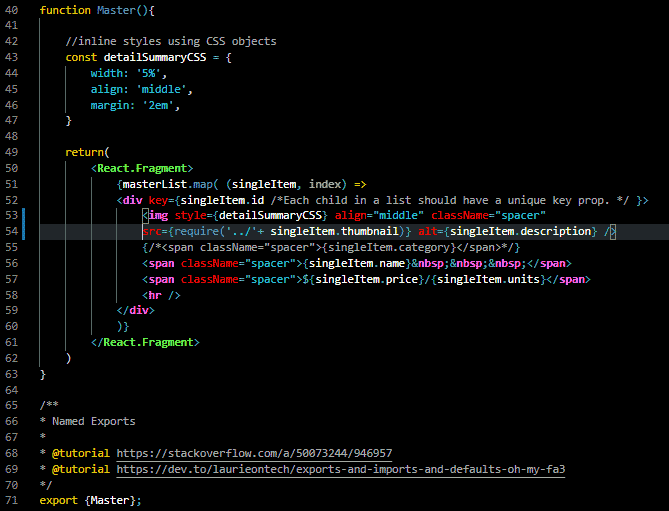 40 function Master(){
41
42     //inline styles using CSS objects
43     const detailSummaryCSS = {
44         width: '5%',
45         align: 'middle',
46         margin: '2em',
47     }
48
49     return(
50         <React.Fragment>
51             {masterList.map( (singleItem, index) =>
52             <div key={singleItem.id /*Each child in a list should have a unique key prop. */ }>
53                 <img style={detailSummaryCSS} align="middle" className="spacer"
54                 src={require('../'+ singleItem.thumbnail)} alt={singleItem.description} />
55                 {/*<span className="spacer">{singleItem.category}</span>*/}
56                 <span className="spacer">{singleItem.name}&nbsp;&nbsp;&nbsp;</span>
57                 <span className="spacer">${singleItem.price}/{singleItem.units}</span>
58                 <hr />
59             </div>
60             )}
61         </React.Fragment>
62     )
63 }
64
65 /**
66 * Named Exports
67 *
68 * @tutorial https://stackoverflow.com/a/50073244/946957
69 * @tutorial https://dev.to/laurieontech/exports-and-imports-and-defaults-oh-my-fa3
70 */
71 export {Master};